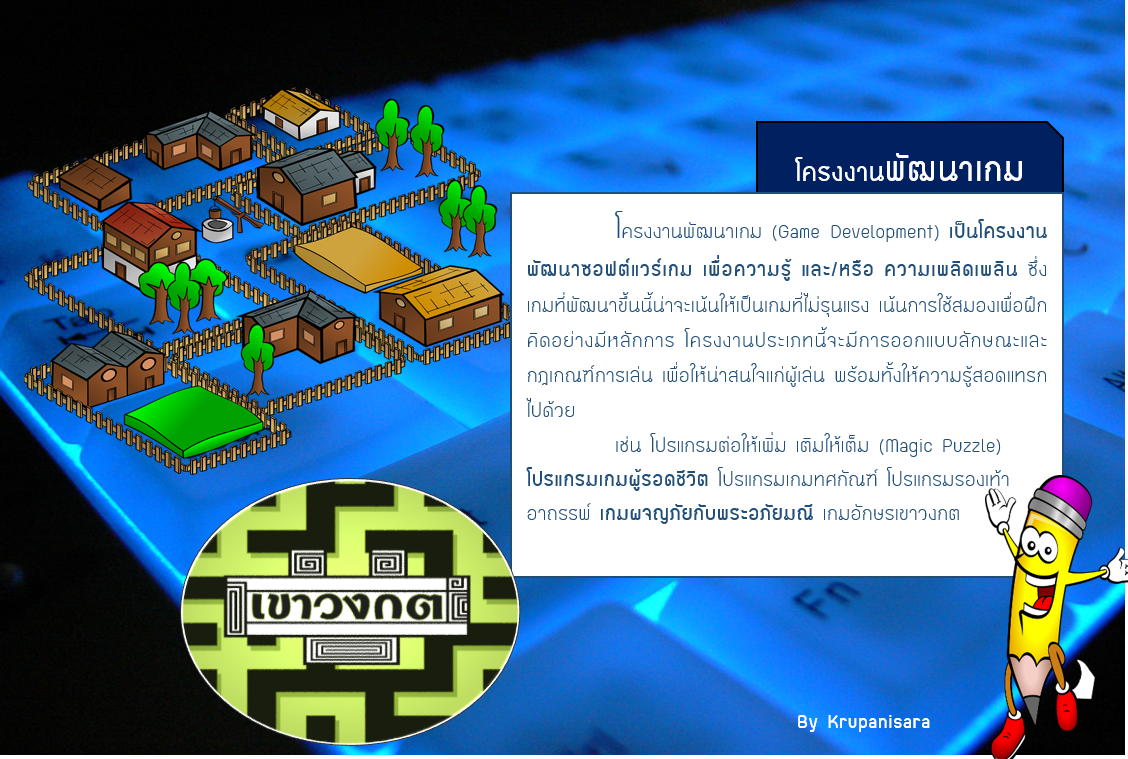 โครงงานพัฒนาเกม
โครงงานพัฒนาเกม (Game Development) เป็นโครงงาน
พัฒนาซอฟต์แวร์เกม เพื่อความรู้ และ/หรือ ความเพลิดเพลิน ซึ่ง
เกมที่พัฒนาขึ้นนี้น่าจะเน้นให้เป็นเกมที่ไม่รุนแรง เน้นการใช้สมองเพื่อฝึก
คิดอย่างมีหลักการ โครงงานประเภทนี้จะมีการออกแบบลักษณะและ
กฎเกณฑ์การเล่น เพื่อให้น่าสนใจแก่ผู้เล่น พร้อมทั้งให้ความรู้สอดแทรก
ไปด้วย
เช่น โปรแกรมต่อให้เพิ่ม เติมให้เต็ม (Magic Puzzle)
โปรแกรมเกมผู้รอดชีวิต โปรแกรมเกมทศกัณฑ์ โปรแกรมรองเท้า
อาถรรพ์ เกมผจญภัยกับพระอภัยมณี เกมอักษรเขาวงกต
เขาวงกต
Fn
By Krupanisara